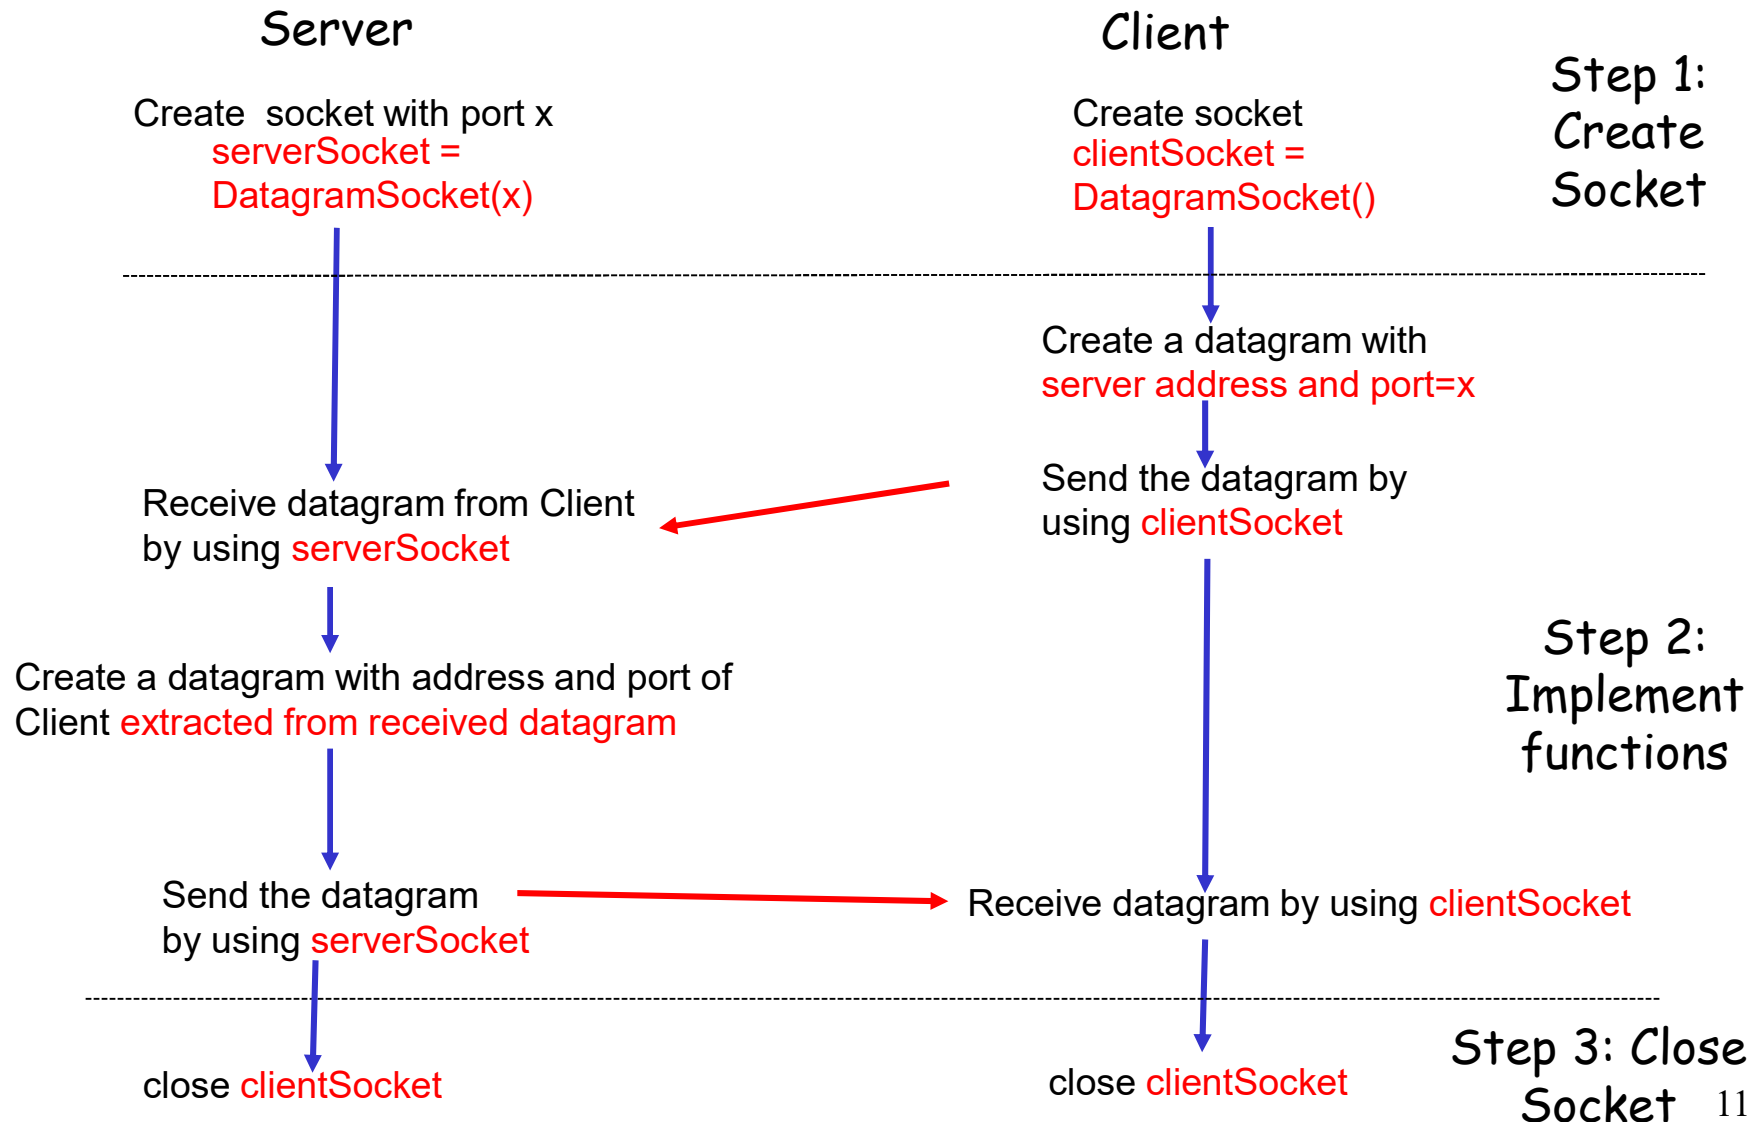 Server
Create  socket with port x
serverSocket =
DatagramSocket(x)
Client
Create socket
clientSocket =
DatagramSocket()
Step 1:
Create
Socket
Create a datagram with
server address and port=x
Send the datagram by
using clientSocket
Receive datagram from Client
by using serverSocket
Create a datagram with address and port of
Client extracted from received datagram
Step 2:
Implement
functions
Send the datagram
by using serverSocket
Receive datagram by using clientSocket
close clientSocket
close clientSocket
Step 3: Close
Socket
11